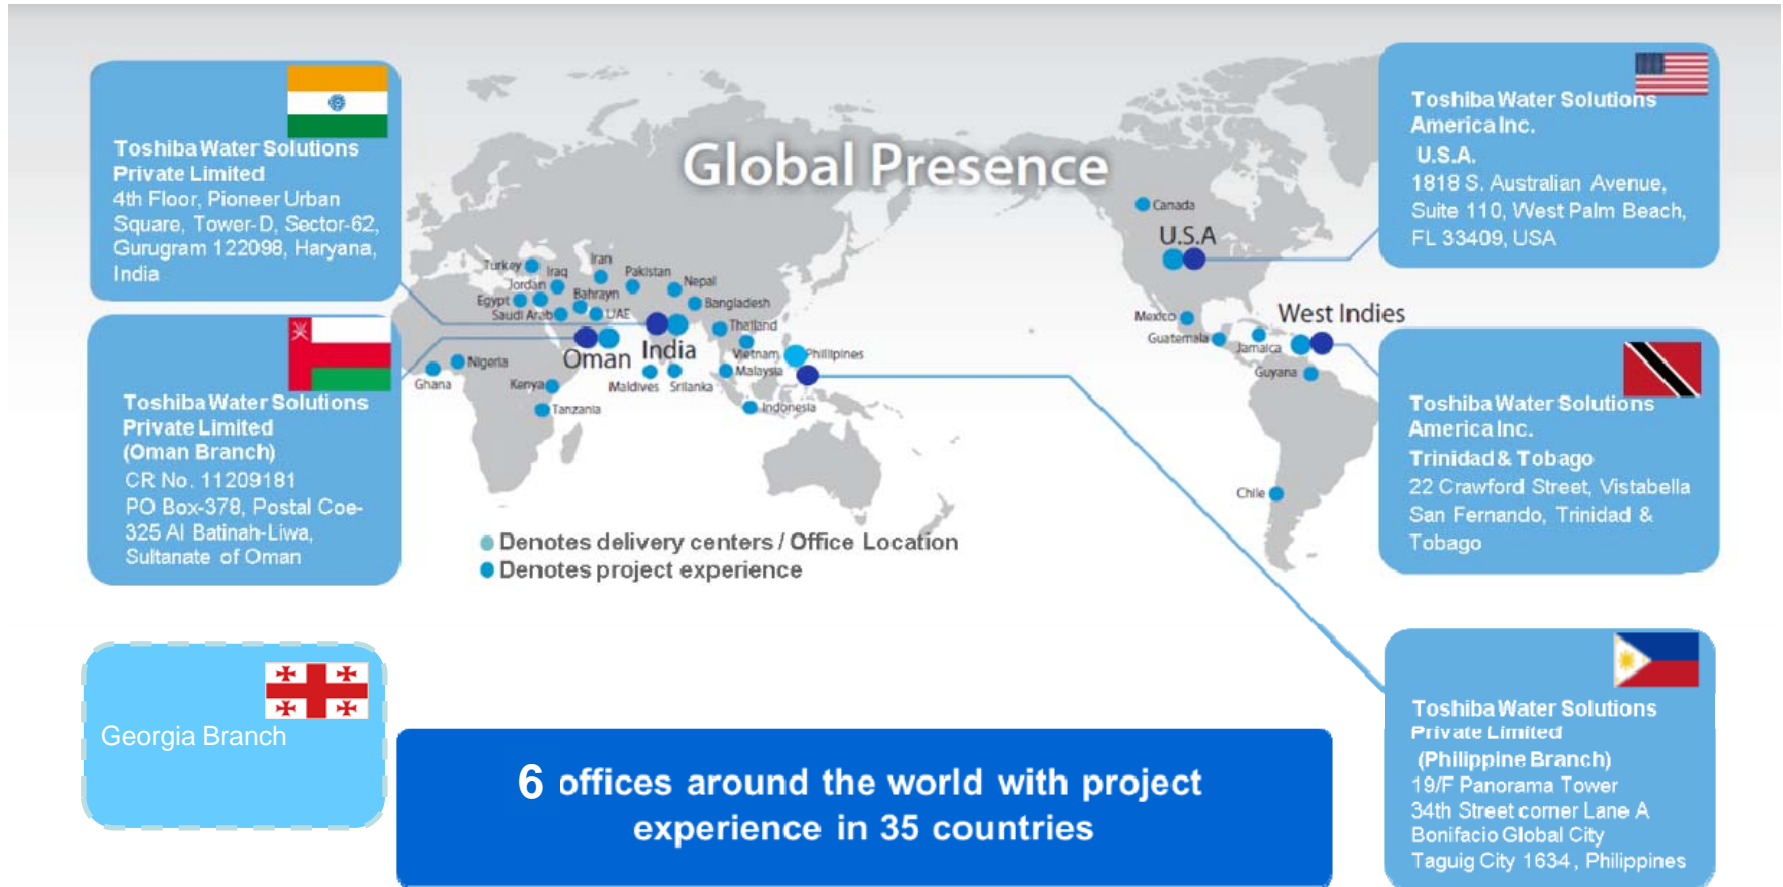 Global Presence
Toshiba Water Solutions
Private Limited
4th Floor, Pioneer Urban
Square, Tower-D, Sector-62,
Gurugram 122098, Haryana,
India
Toshiba Water Solutions
Private Limited
(Oman Branch)
CR No. 11209181
PO Box-378, Postal Coe-
325 Al Batinah-Liwa,
Sultanate of Oman
Georgia Branch
Turkey
Iraq
Iran
Pakistan
Nepal
Jordan
Bahrayn
Egypt
Bangladesh
Saudi Arab
UAE
Thailand
Oman
India
Vietnam
Phillipines
Nigeria
Ghana
Kenya
Maldives
Srilanka
Malaysia
Tanzania
Indonesia
Canada
U.S.A
Mexico
West Indies
Guatemala
Jamaica
Guyana
Chile
Denotes delivery centers / Office Location
Denotes project experience
Toshiba Water Solutions
America Inc.
U.S.A.
1818 S. Australian Avenue,
Suite 110, West Palm Beach,
FL 33409, USA
Toshiba Water Solutions
America Inc.
Trinidad & Tobago
22 Crawford Street, Vistabella
San Fernando, Trinidad &
Tobago
Toshiba Water Solutions
Private Limited
(Philippine Branch)
19/F Panorama Tower
34th Street corner Lane A
Bonifacio Global City
Taguig City 1634, Philippines
6 offices around the world with project
experience in 35 countries